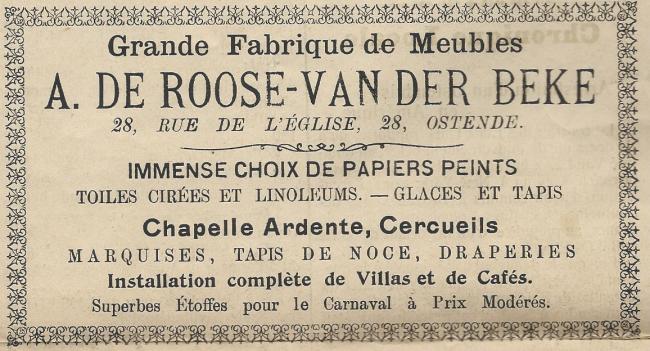 Grande Fabrique de Meubles
A. DE ROOSE-VAN DER BEKE
28, RUE DE L'ÉGLISE, 28, OSTENDE.
IMMENSE CHOIX DE PAPIERS PEINTS
TOILES CIRÉES ET LINOLEUMS. — GLACES ET TAPIS
Chapelle Ardente, Cercueils
MARQUISES, TAPIS DE NOCE, DRAPERIES
Installation complète de Villas et de Cafés.
Superbes Étoffes pour le Carnaval à Prix Modérés.